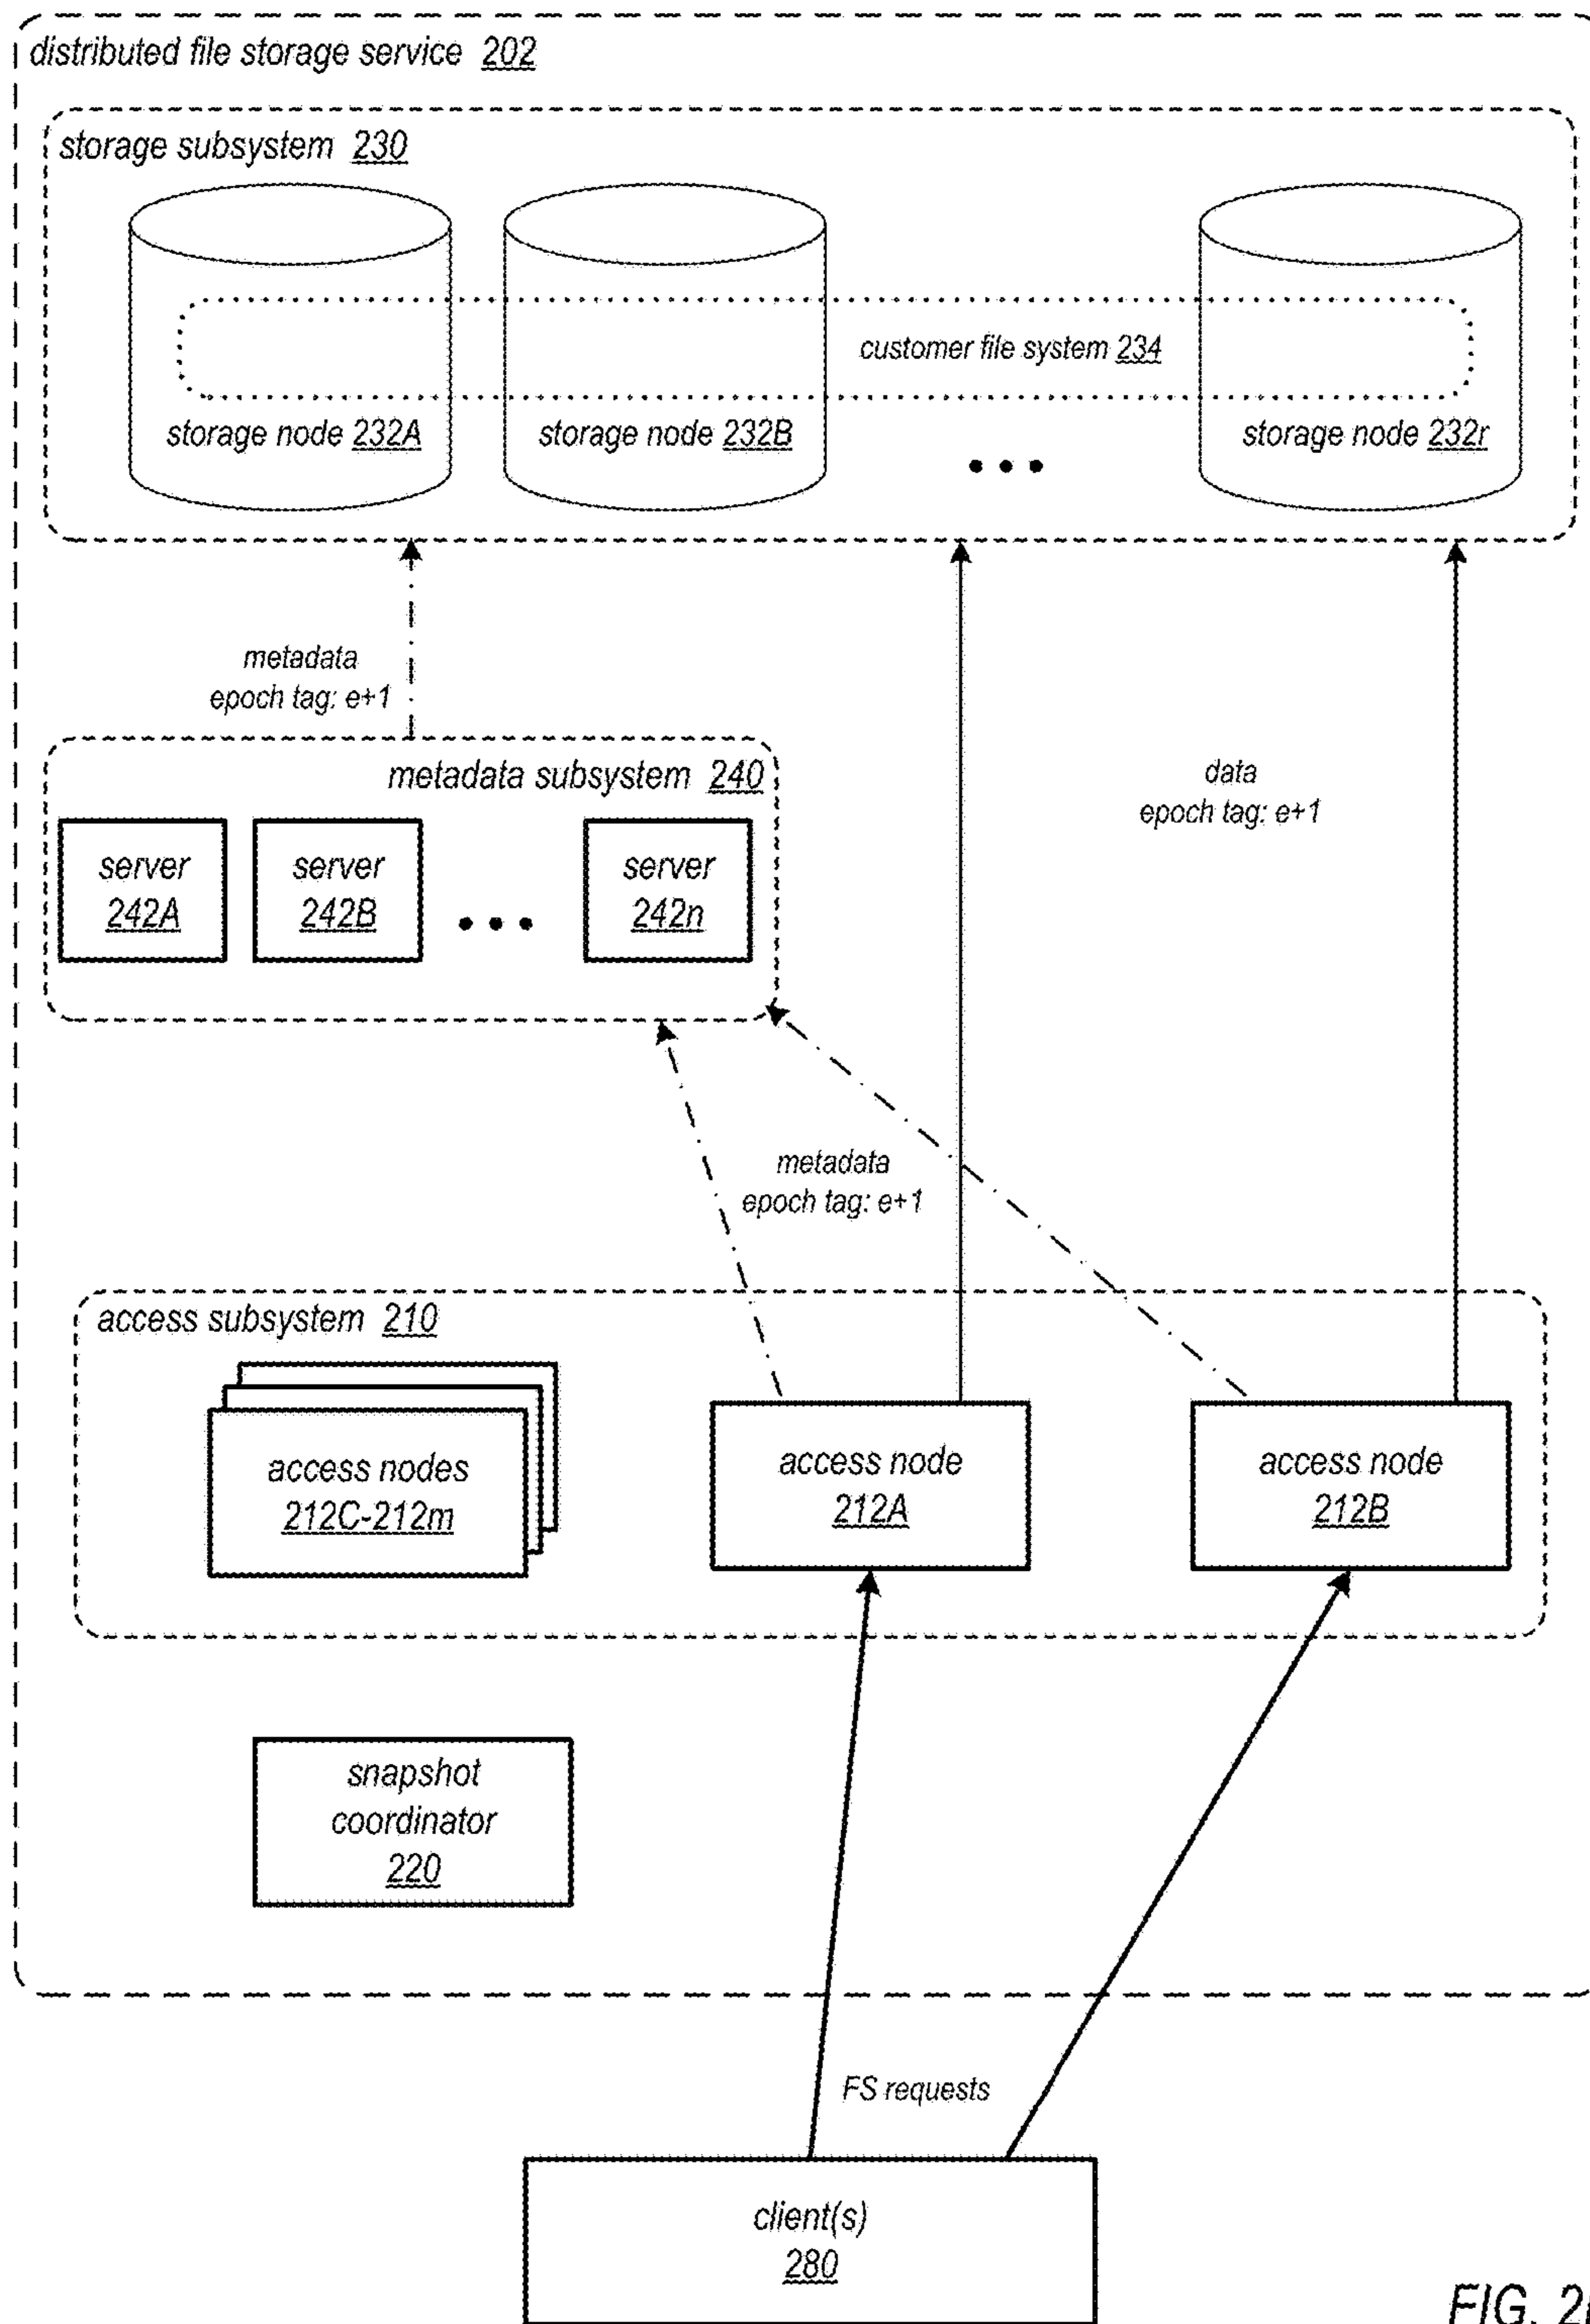 distributed file storage service 202
storage subsystem 230
customer file system 234
storage node 232A
storage node 232B
• • •
storage node 232r
metadata
epoch tag: e+1
data
epoch tag: e+1
metadata subsystem 240
server
242A
server
242B
• • •
server
242n
metadata
epoch tag: e+1
access subsystem 210
access nodes
212C-212m
access node
212A
access node
212B
snapshot
coordinator
220
FS requests
client(s)
280
FIG.